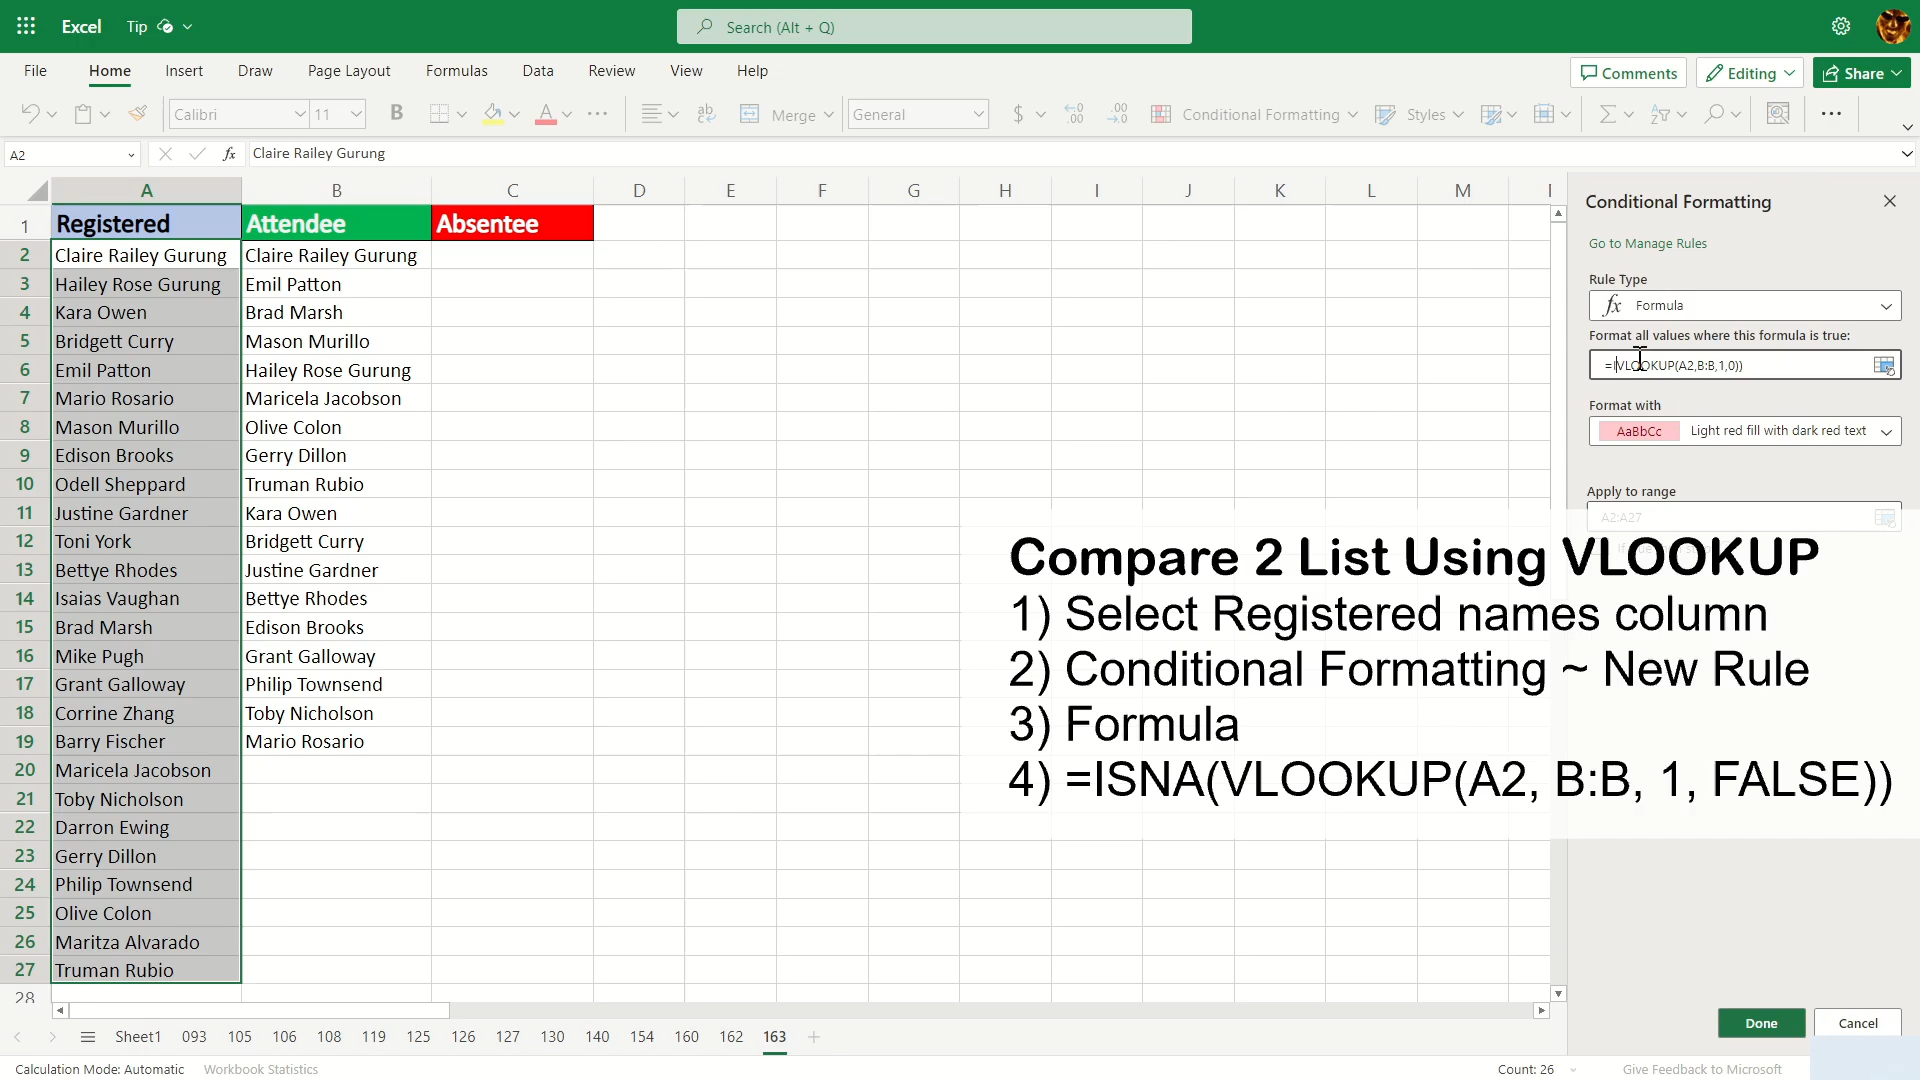 Excel Tip Search (Alt + Q)
File Home Insert Draw Page Layout Formulas Data Review View Help Comments Editing Share
Calibri 11 B A ab General $ .00 Merge Conditional Formatting Styles
A2 fx Claire Railey Gurung
A B C D E F G H I J K L M
1 Registered Attendee Absentee
2 Claire Railey Gurung Claire Railey Gurung
3 Hailey Rose Gurung Emil Patton
4 Kara Owen Brad Marsh
5 Bridgett Curry Mason Murillo
6 Emil Patton Hailey Rose Gurung
7 Mario Rosario Maricela Jacobson
8 Mason Murillo Olive Colon
9 Edison Brooks Gerry Dillon
10 Odell Sheppard Truman Rubio
11 Justine Gardner Kara Owen
12 Toni York Bridgett Curry
13 Bettye Rhodes Justine Gardner
14 Isaias Vaughan Bettye Rhodes
15 Brad Marsh Edison Brooks
16 Mike Pugh Grant Galloway
17 Grant Galloway Philip Townsend
18 Corrine Zhang Toby Nicholson
19 Barry Fischer Mario Rosario
20 Maricela Jacobson
21 Toby Nicholson
22 Darron Ewing
23 Gerry Dillon
24 Philip Townsend
25 Olive Colon
26 Maritza Alvarado
27 Truman Rubio
28
Conditional Formatting
Go to Manage Rules
Rule Type
fx Formula
Format all values where this formula is true:
=IVLOOKUP(A2,B:B,1,0))
Format with
AaBbCc Light red fill with dark red text
Apply to range
A2:A27
Compare 2 List Using VLOOKUP
1) Select Registered names column
2) Conditional Formatting ~ New Rule
3) Formula
4) =ISNA(VLOOKUP(A2, B:B, 1, FALSE))
Done Cancel
Sheet1 093 105 106 108 119 125 126 127 130 140 154 160 162 163
Calculation Mode: Automatic Workbook Statistics Count: 26 Give Feedback to Microsoft